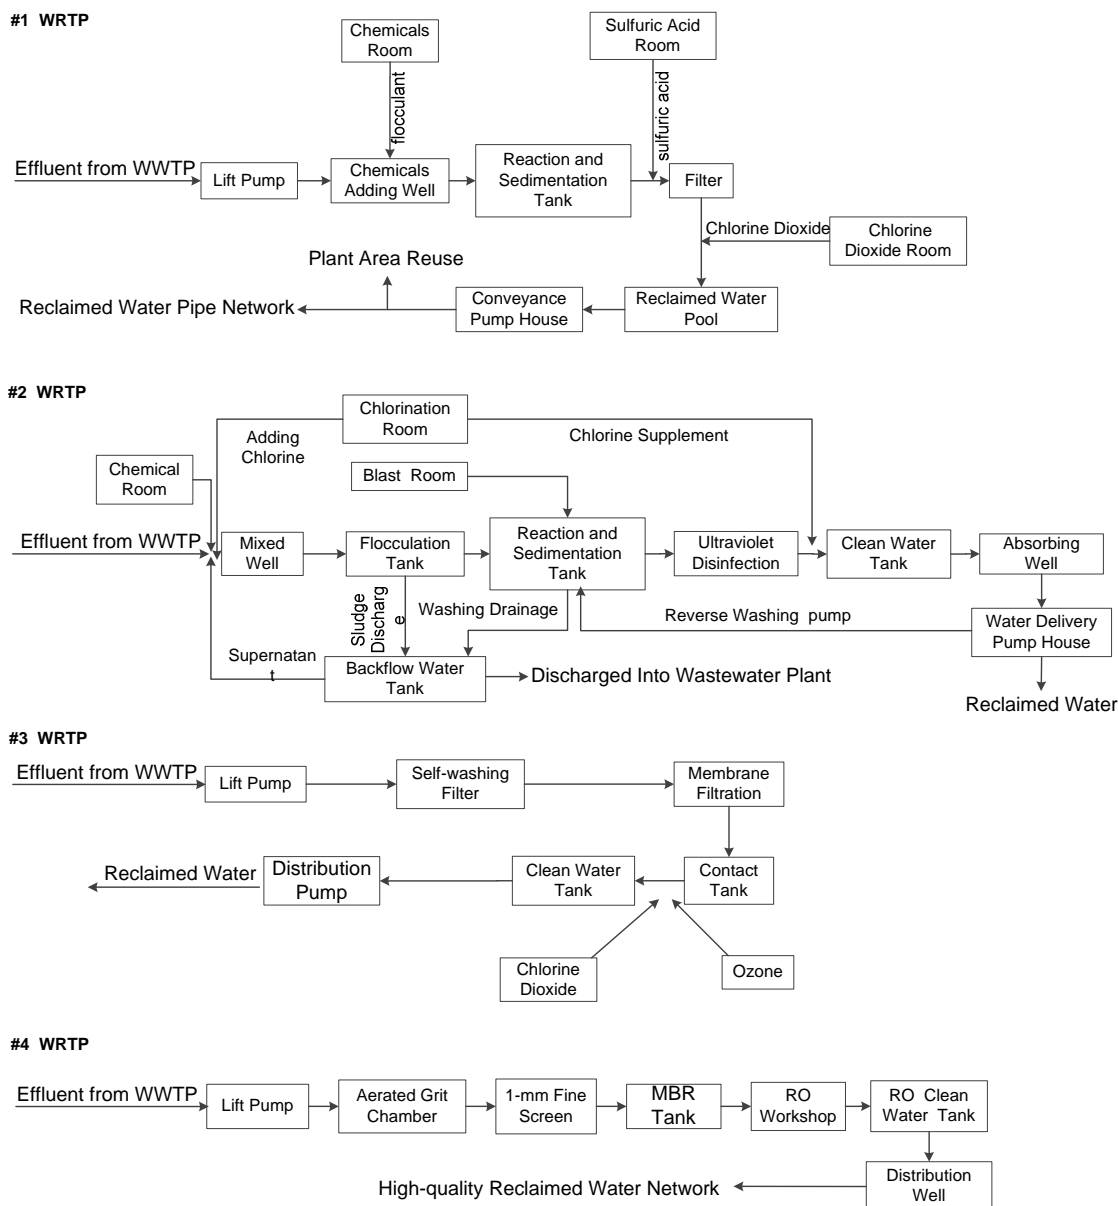 #1 WRTP
Chemicals
Room
Sulfuric Acid
Room
flocculant
sulfuric acid
Effluent from WWTP
Lift Pump
Chemicals
Adding Well
Reaction and
Sedimentation
Tank
Filter
Chlorine Dioxide
Chlorine
Dioxide Room
Plant Area Reuse
Reclaimed Water Pipe Network
Conveyance
Pump House
Reclaimed Water
Pool
#2 WRTP
Chlorination
Room
Adding
Chlorine
Chlorine Supplement
Chemical
Room
Blast Room
Effluent from WWTP
Mixed
Well
Flocculation
Tank
Reaction and
Sedimentation
Tank
Ultraviolet
Disinfection
Clean Water
Tank
Absorbing
Well
Sludge
Discharg
e
Washing Drainage
Reverse Washing pump
Water Delivery
Pump House
Supernatan
t
Backflow Water
Tank
Discharged Into Wastewater Plant
Reclaimed Water
#3 WRTP
Effluent from WWTP
Lift Pump
Self-washing
Filter
Membrane
Filtration
Reclaimed Water
Distribution
Pump
Clean Water
Tank
Contact
Tank
Chlorine
Dioxide
Ozone
#4 WRTP
Effluent from WWTP
Lift Pump
Aerated Grit
Chamber
1-mm Fine
Screen
MBR
Tank
RO
Workshop
RO Clean
Water Tank
High-quality Reclaimed Water Network
Distribution
Well